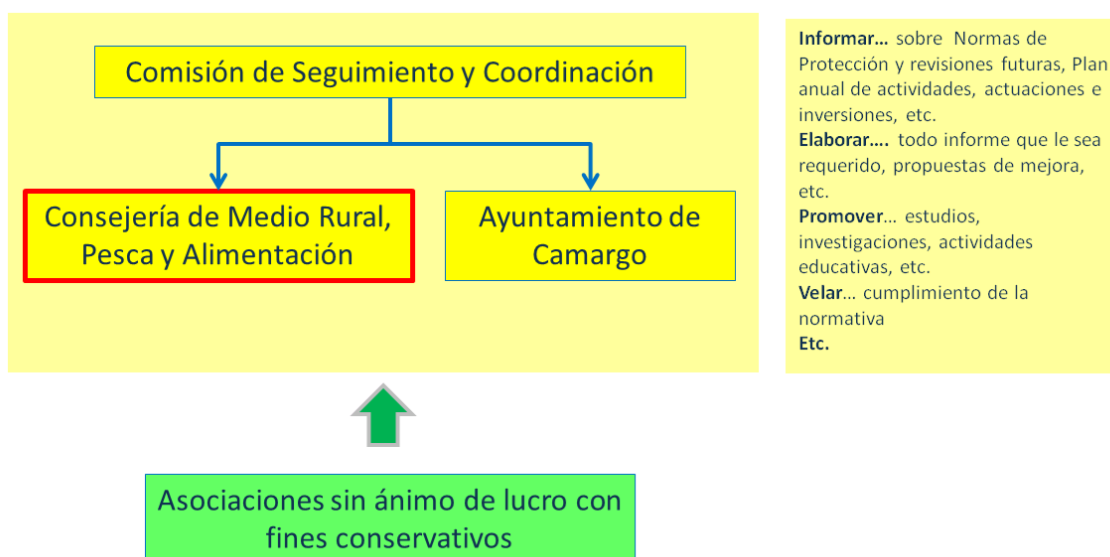 Comisión de Seguimiento y Coordinación
Consejería de Medio Rural,
Pesca y Alimentación
Ayuntamiento de
Camargo
Asociaciones sin ánimo de lucro con
fines conservativos
Informar... sobre Normas de
Protección y revisiones futuras, Plan
anual de actividades, actuaciones e
inversiones, etc.
Elaborar.... todo informe que le sea
requerido, propuestas de mejora,
etc.
Promover... estudios,
investigaciones, actividades
educativas, etc.
Velar... cumplimiento de la
normativa
Etc.